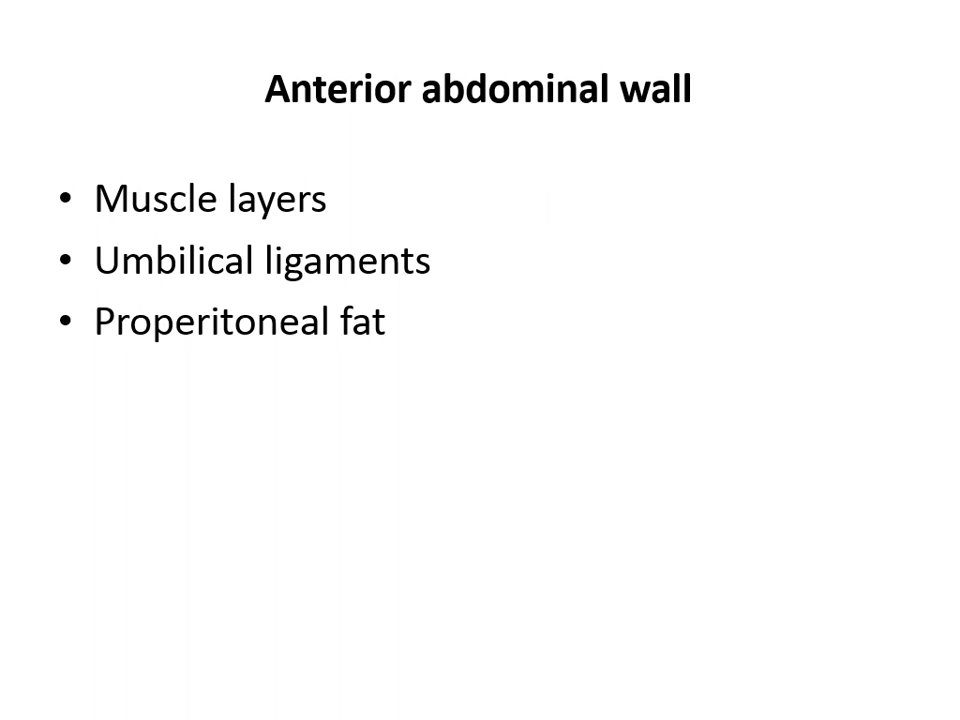 Anterior abdominal wall
• Muscle layers
• Umbilical ligaments
• Properitoneal fat